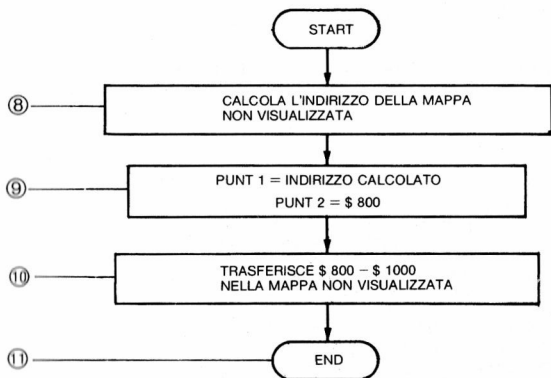 START
⑧ CALCOLA L'INDIRIZZO DELLA MAPPA
NON VISUALIZZATA
⑨ PUNT 1 = INDIRIZZO CALCOLATO
PUNT 2 = $ 800
⑩ TRASFERISCE $ 800 – $ 1000
NELLA MAPPA NON VISUALIZZATA
⑪ END